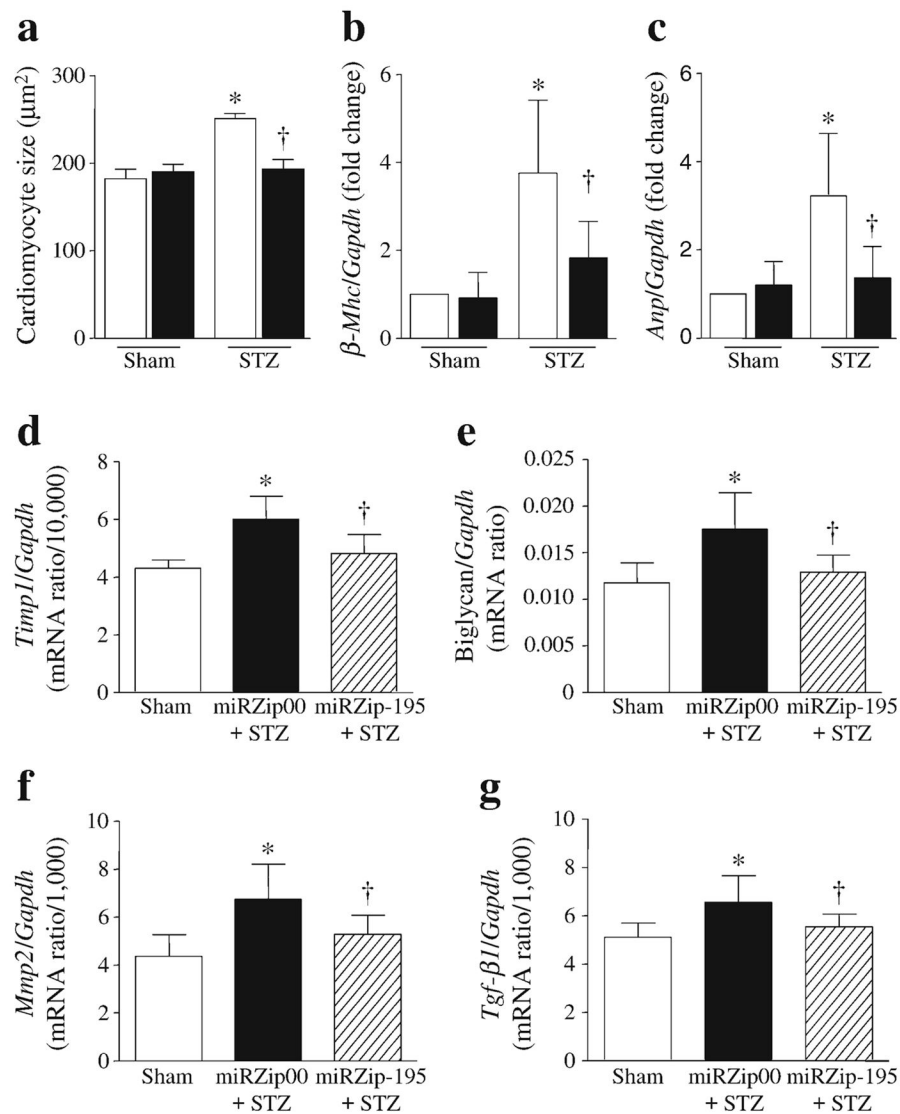 a
Cardiomyocyte size (μm²)
300
200
100
0
*
†
Sham
STZ
b
β-Mhc/Gapdh (fold change)
6
4
2
0
*
†
Sham
STZ
c
Anp/Gapdh (fold change)
6
4
2
0
*
†
Sham
STZ
d
Timp1/Gapdh
(mRNA ratio/10,000)
8
6
4
2
0
*
†
Sham
miRZip00
+ STZ
miRZip-195
+ STZ
e
Biglycan/Gapdh
(mRNA ratio)
0.025
0.020
0.015
0.010
0.005
0
*
†
Sham
miRZip00
+ STZ
miRZip-195
+ STZ
f
Mmp2/Gapdh
(mRNA ratio/1,000)
10
8
6
4
2
0
*
†
Sham
miRZip00
+ STZ
miRZip-195
+ STZ
g
Tgf-β1/Gapdh
(mRNA ratio/1,000)
10
8
6
4
2
0
*
†
Sham
miRZip00
+ STZ
miRZip-195
+ STZ